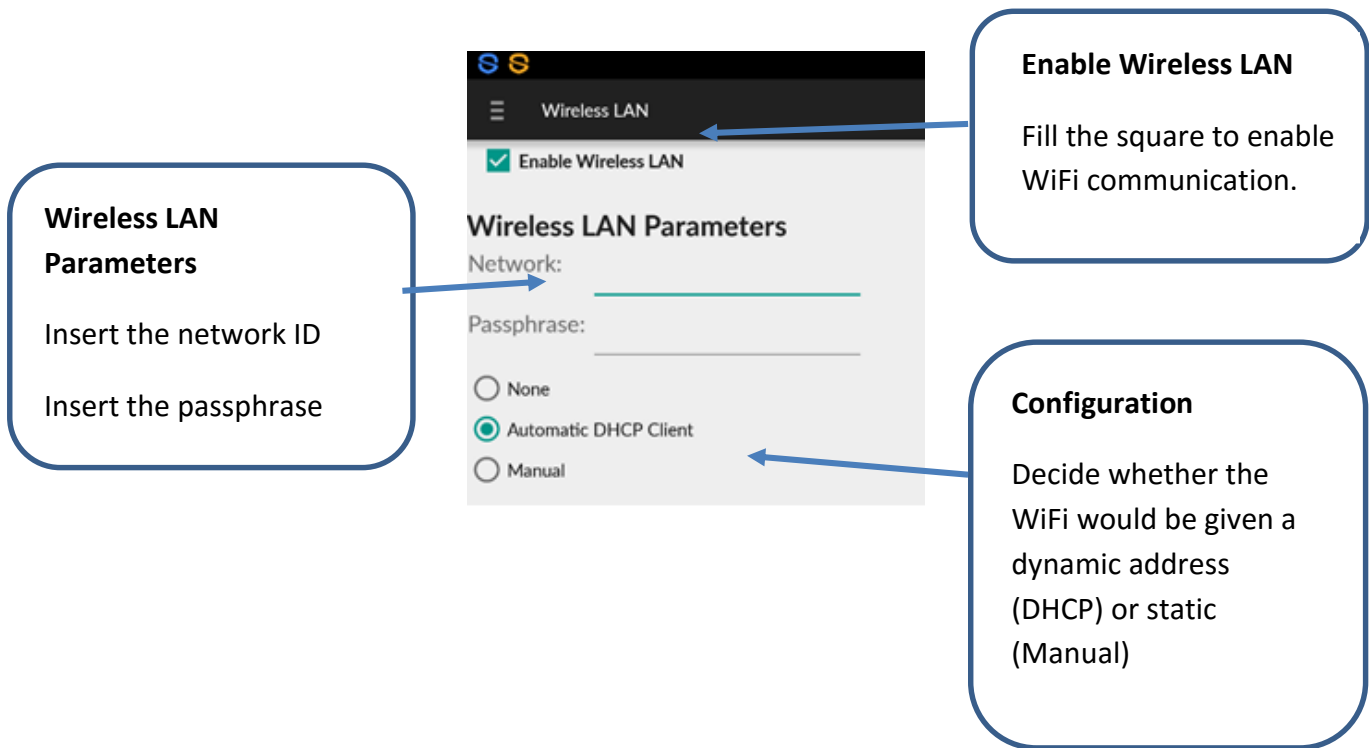 Wireless LAN
Enable Wireless LAN
Wireless LAN Parameters
Network:
Passphrase:
None
Automatic DHCP Client
Manual
Wireless LAN
Parameters
Insert the network ID
Insert the passphrase
Enable Wireless LAN
Fill the square to enable
WiFi communication.
Configuration
Decide whether the
WiFi would be given a
dynamic address
(DHCP) or static
(Manual)